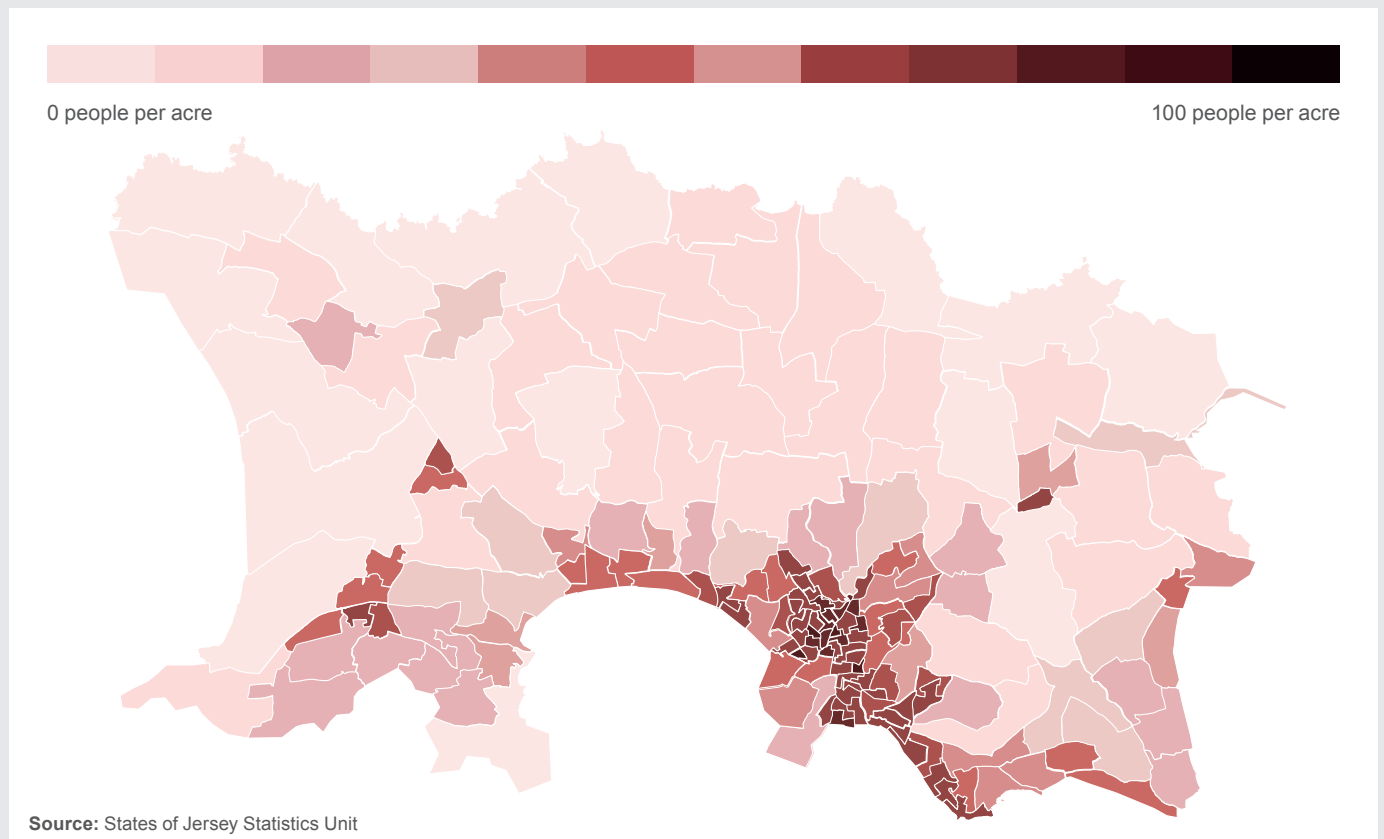 0 people per acre
100 people per acre
Source: States of Jersey Statistics Unit